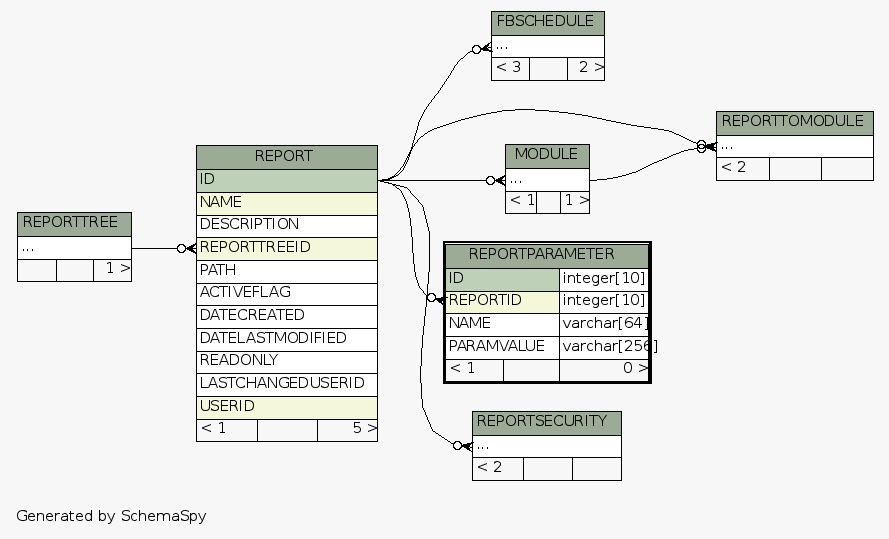 FBSCHEDULE
...
< 3 2 >
REPORTTOMODULE
...
< 2
MODULE
...
< 1 1 >
REPORT
ID
NAME
DESCRIPTION
REPORTTREEID
PATH
ACTIVEFLAG
DATECREATED
DATELASTMODIFIED
READONLY
LASTCHANGEDUSERID
USERID
< 1 5 >
REPORTTREE
...
1 >
REPORTPARAMETER
ID integer[10]
REPORTID integer[10]
NAME varchar[64]
PARAMVALUE varchar[256]
< 1 0 >
REPORTSECURITY
...
< 2
Generated by SchemaSpy